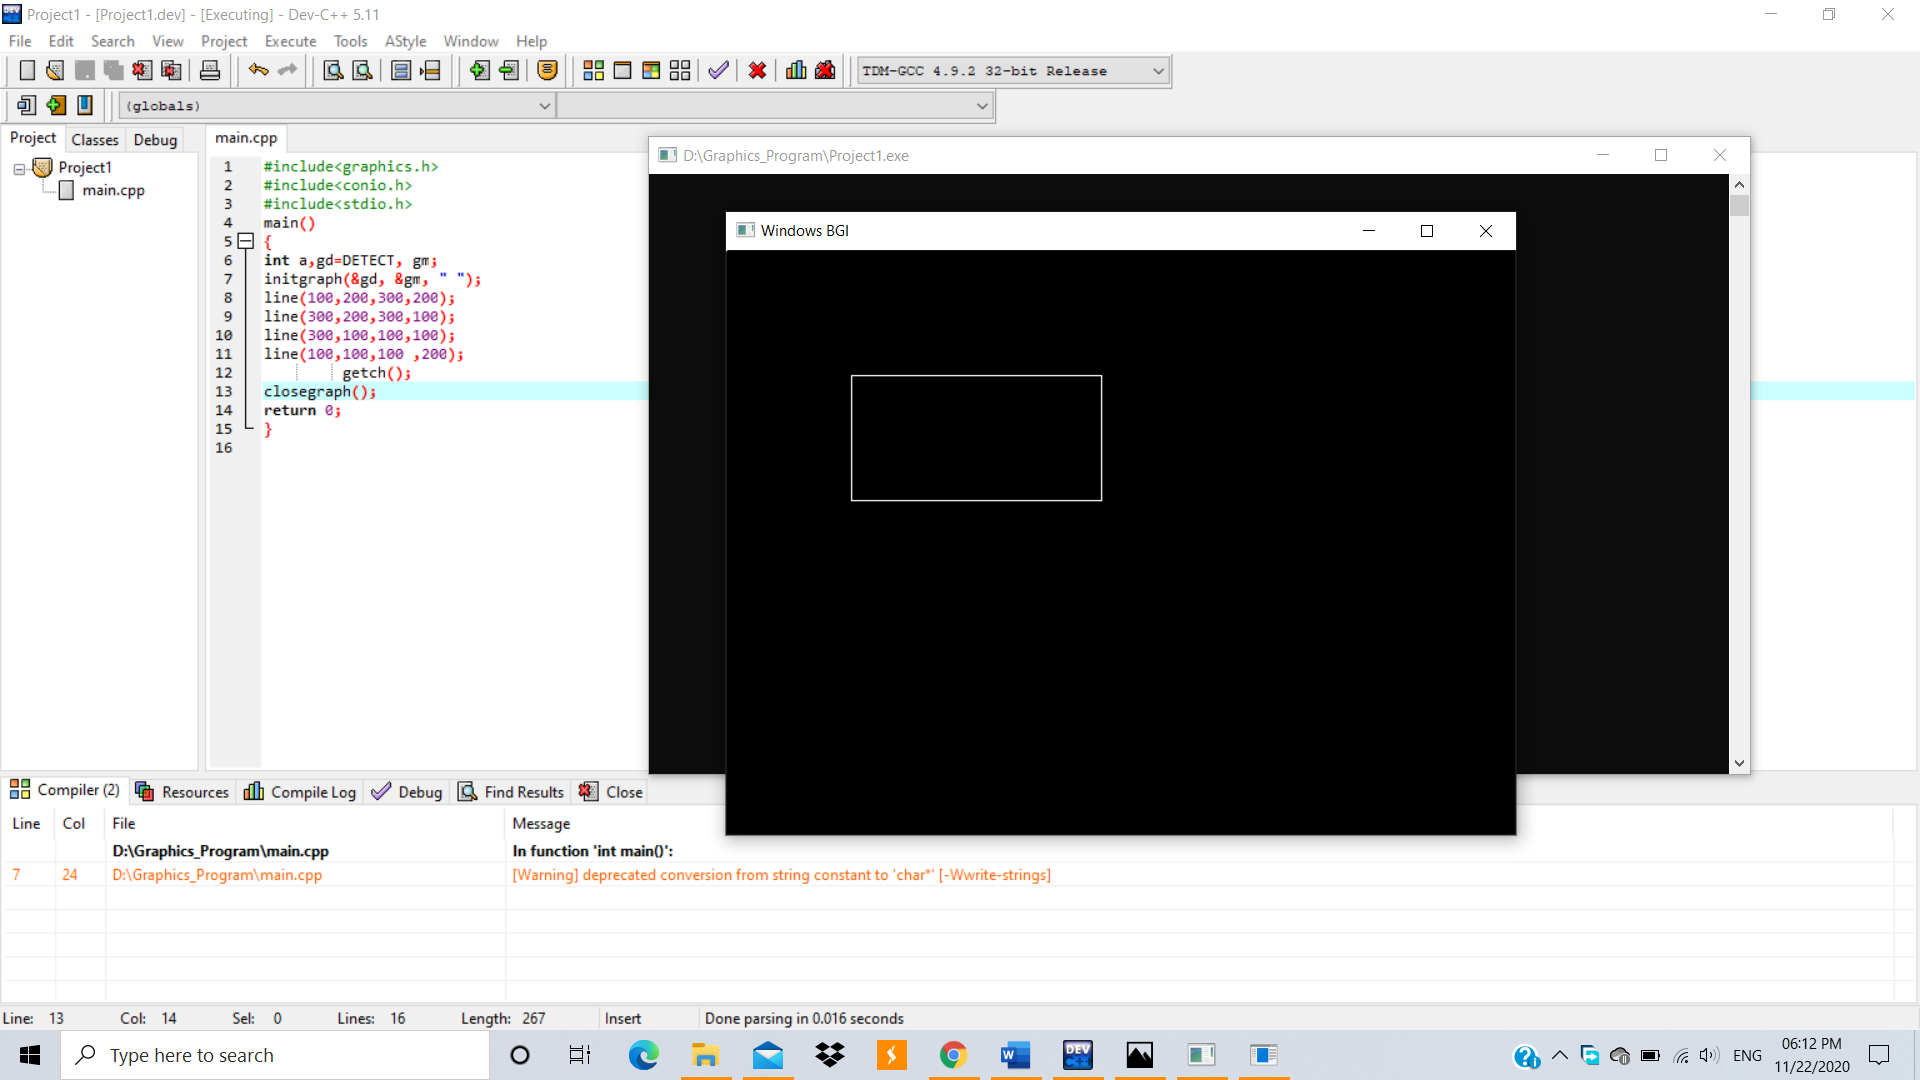 Project1 - [Project1.dev] - [Executing] - Dev-C++ 5.11
File Edit Search View Project Execute Tools AStyle Window Help
TDM-GCC 4.9.2 32-bit Release
(globals)
Project Classes Debug
main.cpp
Project1
main.cpp
1 #include<graphics.h>
2 #include<conio.h>
3 #include<stdio.h>
4 main()
5 {
6 int a,gd=DETECT, gm;
7 initgraph(&gd, &gm, " ");
8 line(100,200,300,200);
9 line(300,200,300,100);
10 line(300,100,100,100);
11 line(100,100,100 ,200);
12 getch();
13 closegraph();
14 return 0;
15 }
16
D:\Graphics_Program\Project1.exe
Windows BGI
Compiler (2) Resources Compile Log Debug Find Results Close
Line Col File Message
D:\Graphics_Program\main.cpp In function 'int main()':
7 24 D:\Graphics_Program\main.cpp [Warning] deprecated conversion from string constant to 'char*' [-Wwrite-strings]
Line: 13 Col: 14 Sel: 0 Lines: 16 Length: 267 Insert Done parsing in 0.016 seconds
Type here to search
W
DEV
ENG
06:12 PM
11/22/2020